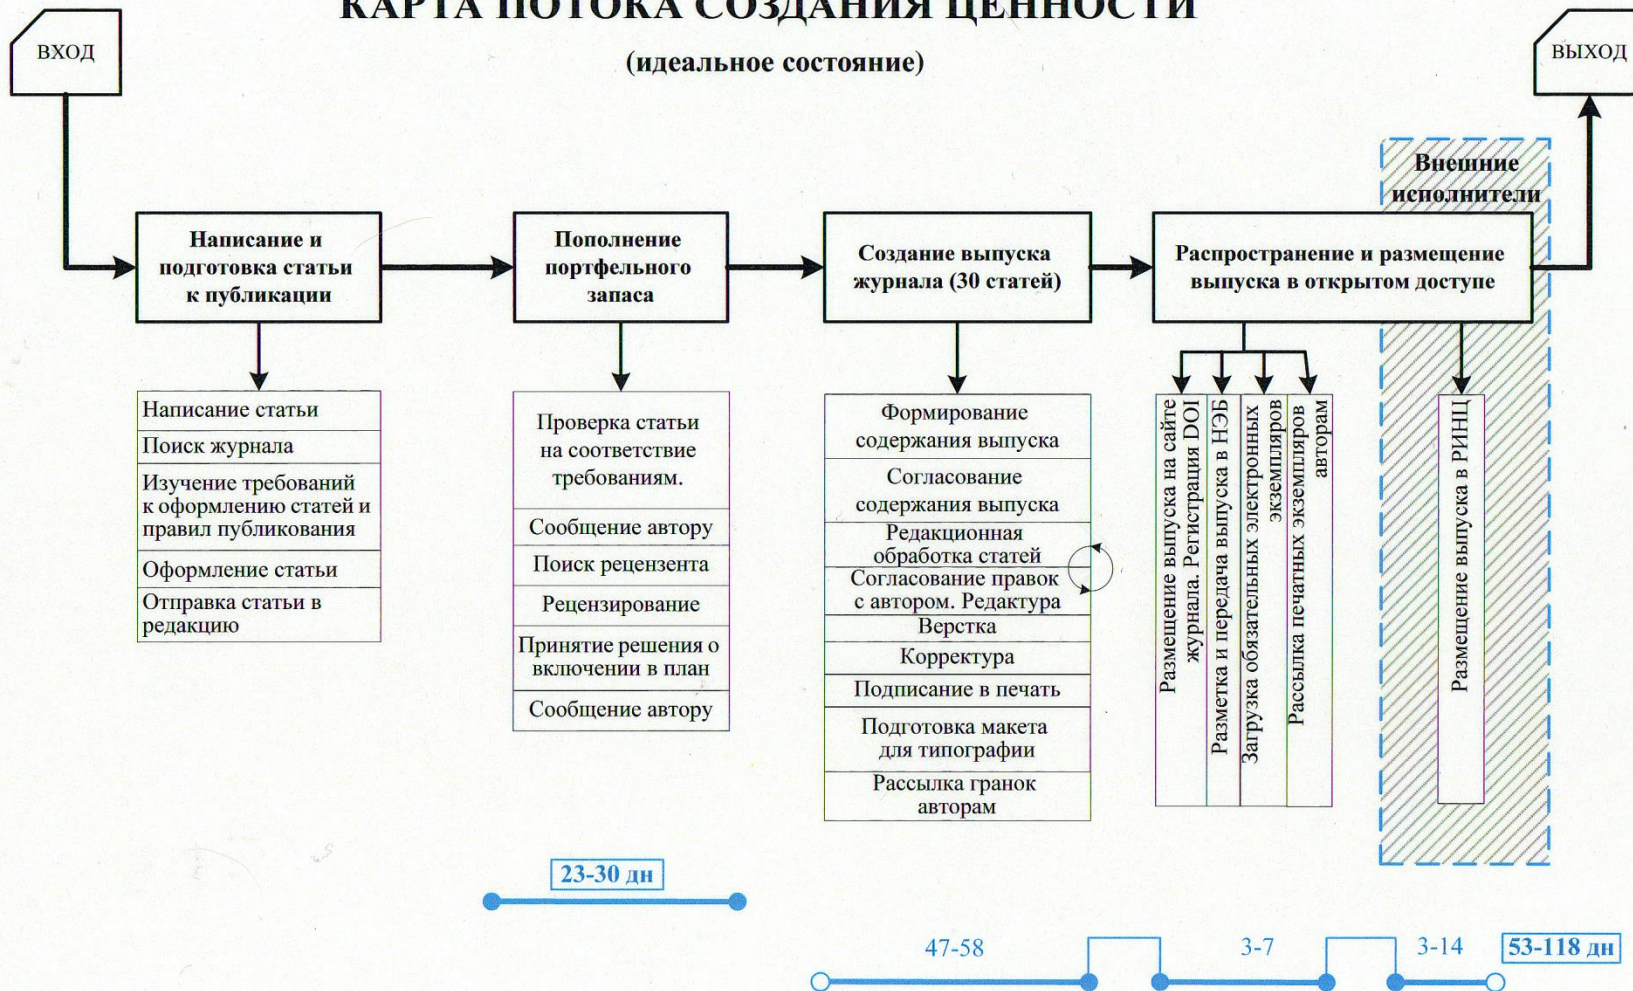 КАРТА ПОТОКА СОЗДАНИЯ ЦЕННОСТИ
(идеальное состояние)
ВХОД
ВЫХОД
Внешние
исполнители
Написание и
подготовка статьи
к публикации
Пополнение
портфельного
запаса
Создание выпуска
журнала (30 статей)
Распространение и размещение
выпуска в открытом доступе
Написание статьи
Поиск журнала
Изучение требований
к оформлению статей и
правил публикования
Оформление статьи
Отправка статьи в
редакцию
Проверка статьи
на соответствие
требованиям.
Сообщение автору
Поиск рецензента
Рецензирование
Принятие решения о
включении в план
Сообщение автору
Формирование
содержания выпуска
Согласование
содержания выпуска
Редакционная
обработка статей
Согласование правок
с автором. Редактура
Верстка
Корректура
Подписание в печать
Подготовка макета
для типографии
Рассылка гранок
авторам
Размещение выпуска на сайте
журнала. Регистрация DOI
Разметка и передача выпуска в НЭБ
Загрузка обязательных электронных
экземпляров
Рассылка печатных экземпляров
авторам
Размещение выпуска в РИНЦ
23-30 дн
47-58
3-7
3-14
53-118 дн